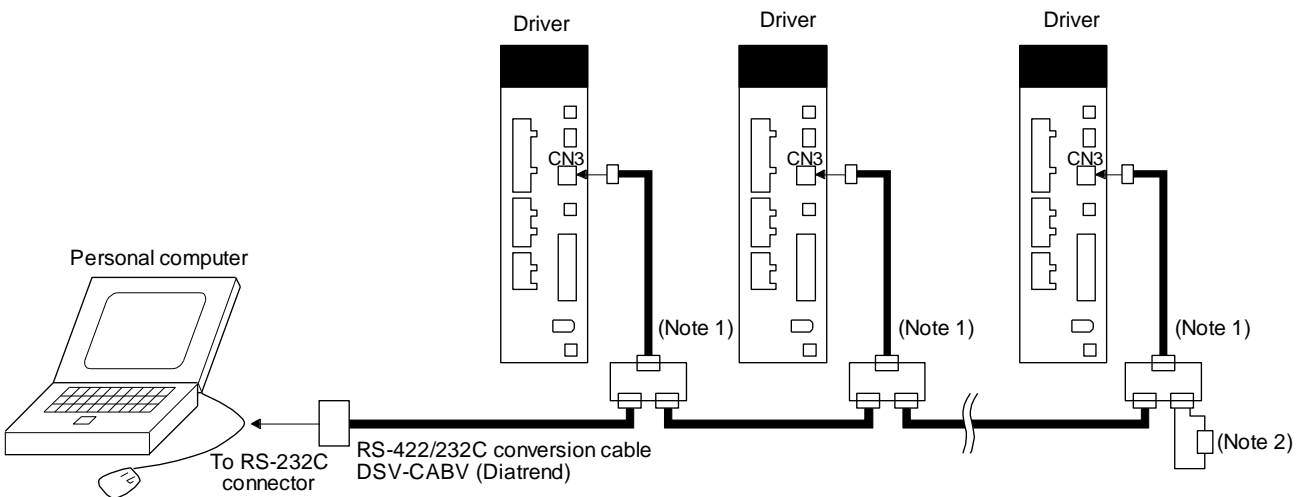 Driver
Driver
Driver
CN3
CN3
CN3
Personal computer
(Note 1)
(Note 1)
(Note 1)
To RS-232C
connector
RS-422/232C conversion cable
DSV-CABV (Diatrend)
(Note 2)